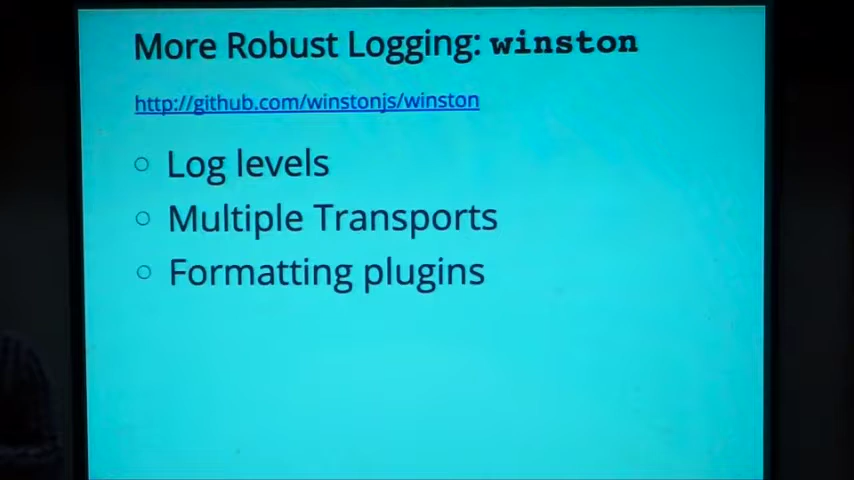 More Robust Logging: winston
http://github.com/winstonjs/winston
Log levels
Multiple Transports
Formatting plugins